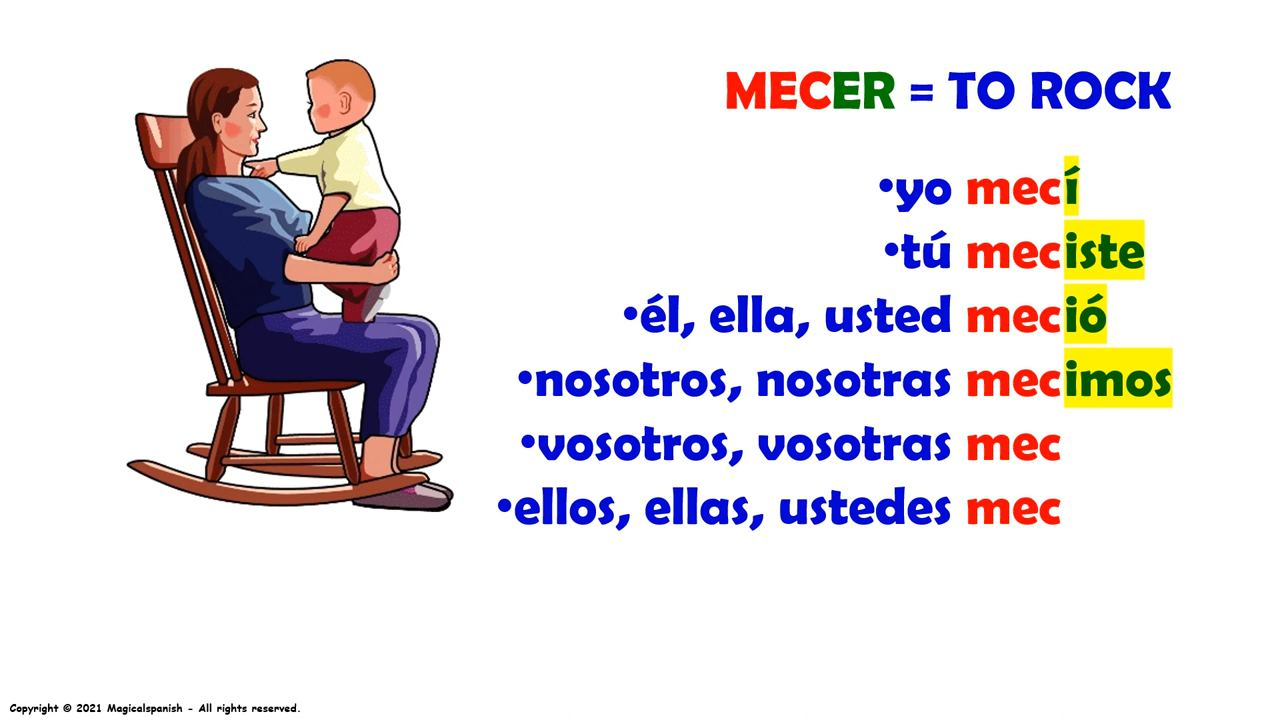 MECER = TO ROCK
•yo mecí
•tú meciste
•él, ella, usted meció
•nosotros, nosotras mecimos
•vosotros, vosotras mec
•ellos, ellas, ustedes mec
Copyright © 2021 Magicalspanish - All rights reserved.